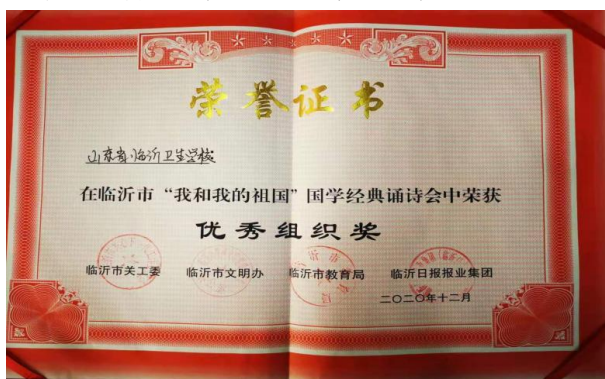 荣誉证书
山东省临沂卫生学校
在临沂市“我和我的祖国”国学经典诵诗会中荣获
优秀组织奖
临沂市关工委 临沂市文明办 临沂市教育局 临沂日报报业集团
二〇二〇年十二月